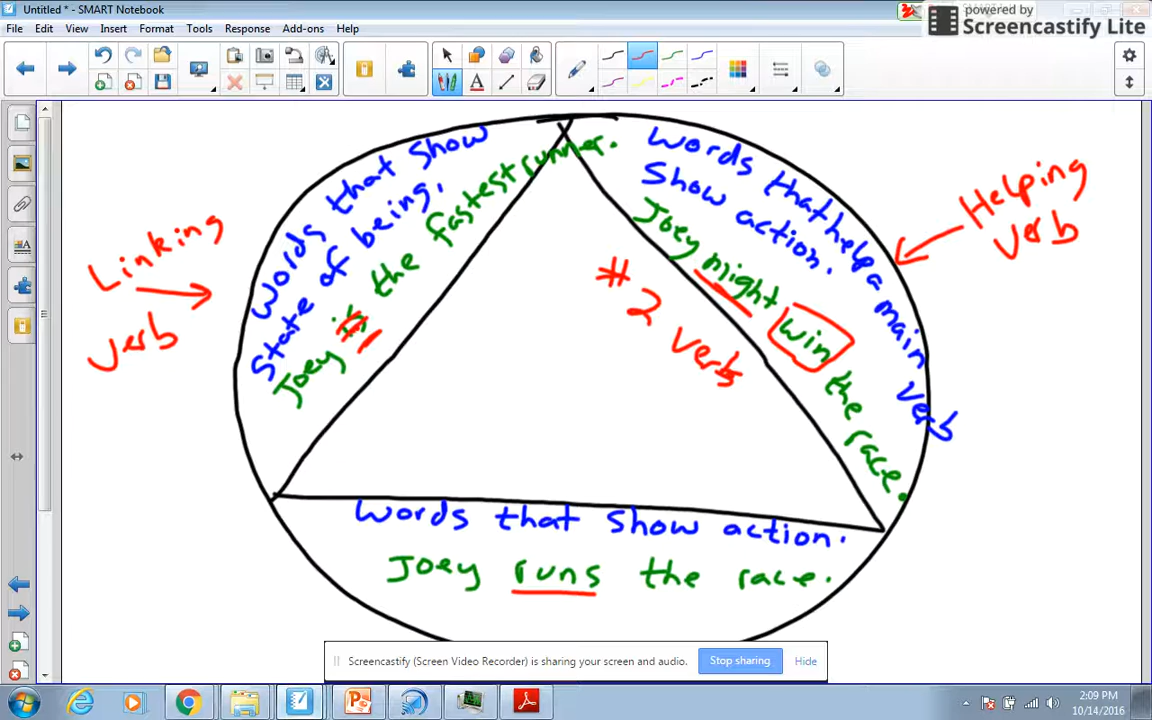 Untitled * - SMART Notebook
powered by
Screencastify Lite
File Edit View Insert Format Tools Response Add-ons Help
Linking
verb
Words that show
State of being.
Joey is the fastest runner.
Words that help a main verb
Show action.
Joey might win the race.
# 2 verbs
Helping
verb
Words that show action.
Joey runs the race.
Screencastify (Screen Video Recorder) is sharing your screen and audio.
Stop sharing
Hide
2:09 PM
10/14/2016